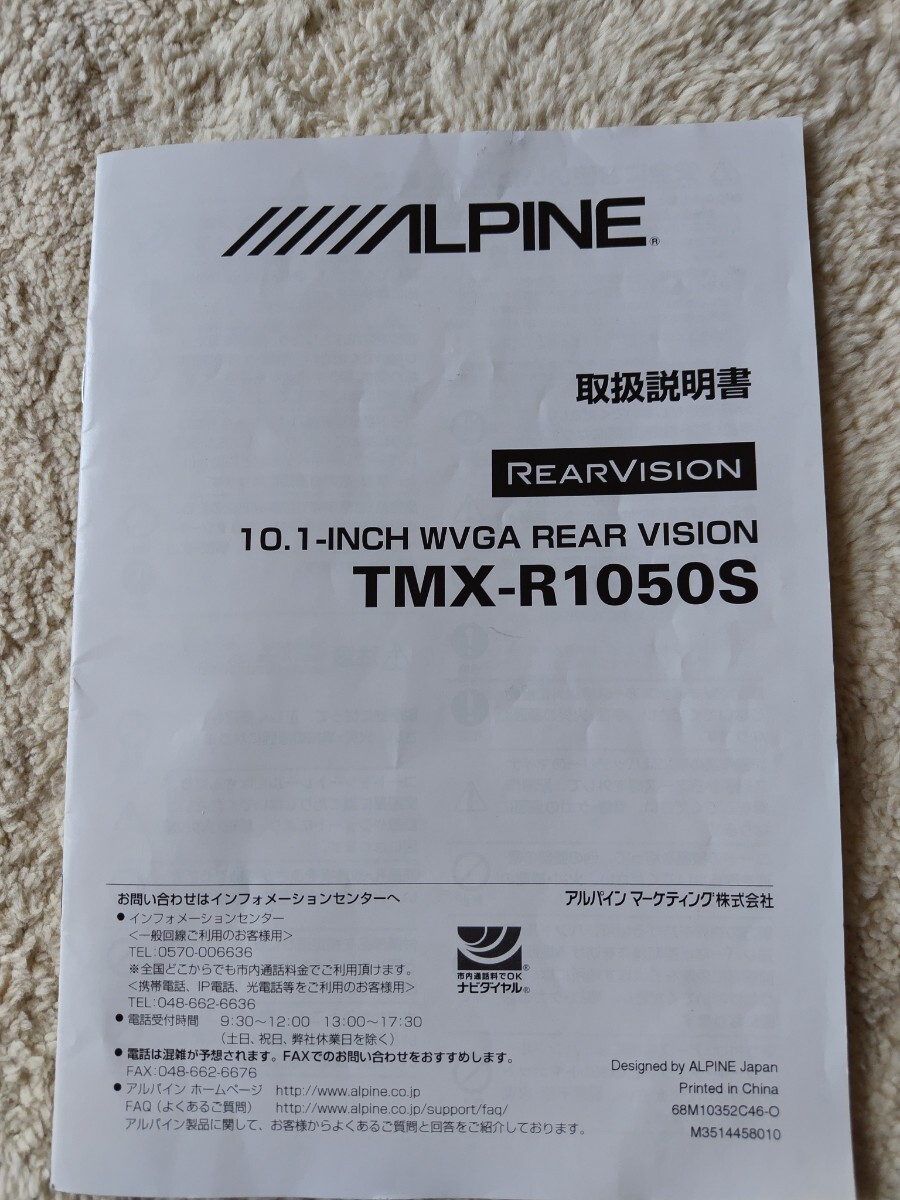 ALPINE®
取扱説明書
REARVISION
10.1-INCH WVGA REAR VISION
TMX-R1050S
お問い合わせはインフォメーションセンターへ
アルパイン マーケティング株式会社
● インフォメーションセンター
＜一般回線ご利用のお客様用＞
TEL:0570-006636
※全国どこからでも市内通話料金でご利用頂けます。
＜携帯電話、IP電話、光電話等をご利用のお客様用＞
TEL:048-662-6636
市内通話料でOK
ナビダイヤル®
● 電話受付時間 9:30～12:00 13:00～17:30
（土日、祝日、弊社休業日を除く）
● 電話は混雑が予想されます。FAXでのお問い合わせをおすすめします。
FAX:048-662-6676
● アルパイン ホームページ http://www.alpine.co.jp
FAQ（よくあるご質問） http://www.alpine.co.jp/support/faq/
アルパイン製品に関して、お客様からよくあるご質問と回答をご紹介しております。
Designed by ALPINE Japan
Printed in China
68M10352C46-O
M3514458010